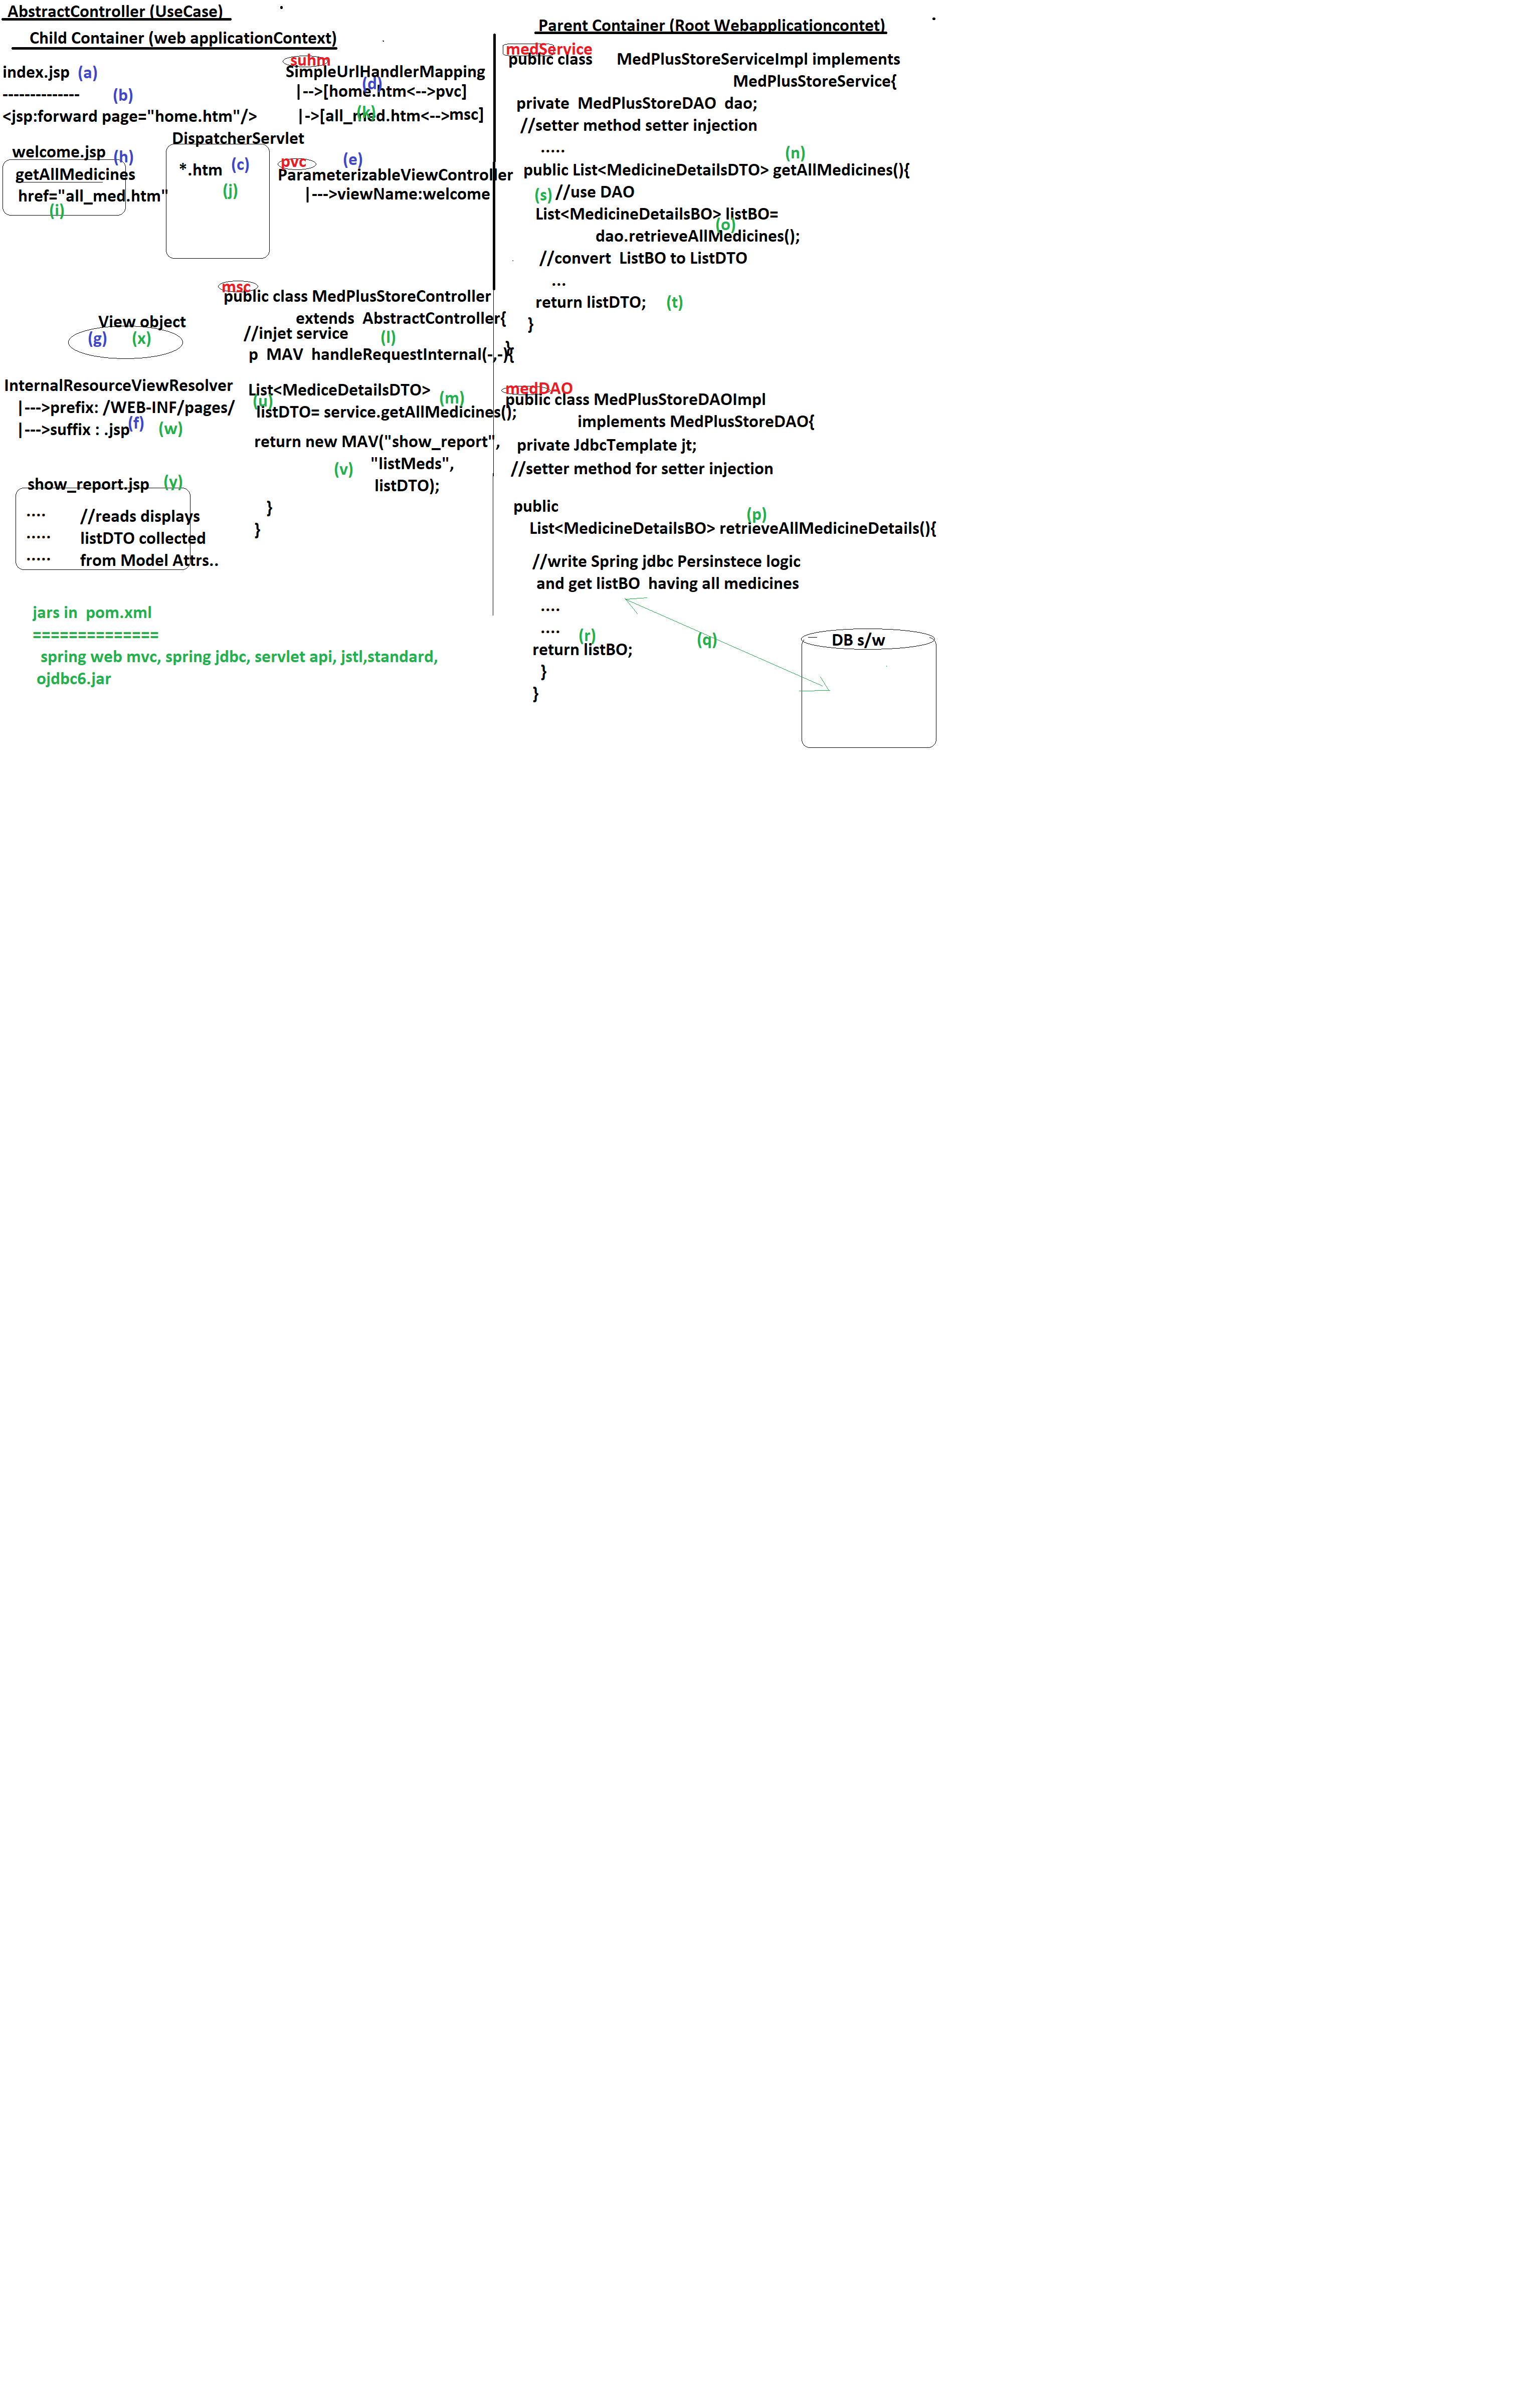 AbstractController (UseCase)
Child Container (web applicationContext)
index.jsp (a)
-------------- (b)
<jsp:forward page="home.htm"/>
suhm
SimpleUrlHandlerMapping
(d)
|-->[home.htm<-->pvc]
(k)
|->[all_med.htm<-->msc]
DispatcherServlet
*.htm (c)
(j)
welcome.jsp (h)
getAllMedicines
href="all_med.htm"
(i)
pvc (e)
ParameterizableViewController
|--->viewName:welcome
msc
public class MedPlusStoreController
extends AbstractController{
//injet service (l)
p MAV handleRequestInternal(-,-){
List<MediceDetailsDTO> (m)
(u)
listDTO= service.getAllMedicines();
return new MAV("show_report",
(v) "listMeds",
listDTO);
}
}
View object
(g) (x)
InternalResourceViewResolver
|--->prefix: /WEB-INF/pages/
|--->suffix : .jsp (f) (w)
show_report.jsp (y)
.... //reads displays
..... listDTO collected
..... from Model Attrs..
jars in pom.xml
==============
spring web mvc, spring jdbc, servlet api, jstl,standard,
ojdbc6.jar
Parent Container (Root Webapplicationcontet)
medService
public class MedPlusStoreServiceImpl implements
MedPlusStoreService{
private MedPlusStoreDAO dao;
//setter method setter injection
..... (n)
public List<MedicineDetailsDTO> getAllMedicines(){
(s) //use DAO
List<MedicineDetailsBO> listBO=
(o)
dao.retrieveAllMedicines();
//convert ListBO to ListDTO
...
return listDTO; (t)
}
}
medDAO
public class MedPlusStoreDAOImpl
implements MedPlusStoreDAO{
private JdbcTemplate jt;
//setter method for setter injection
public (p)
List<MedicineDetailsBO> retrieveAllMedicineDetails(){
//write Spring jdbc Persinstece logic
and get listBO having all medicines
....
.... (r) (q)
return listBO;
}
}
DB s/w